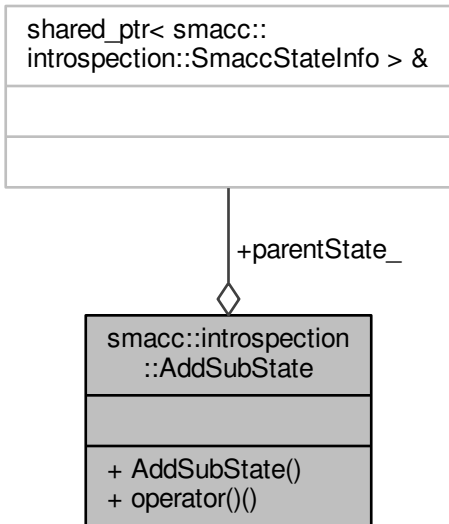 shared_ptr< smacc::
introspection::SmaccStateInfo > &
+parentState_
smacc::introspection
::AddSubState
+ AddSubState()
+ operator()()